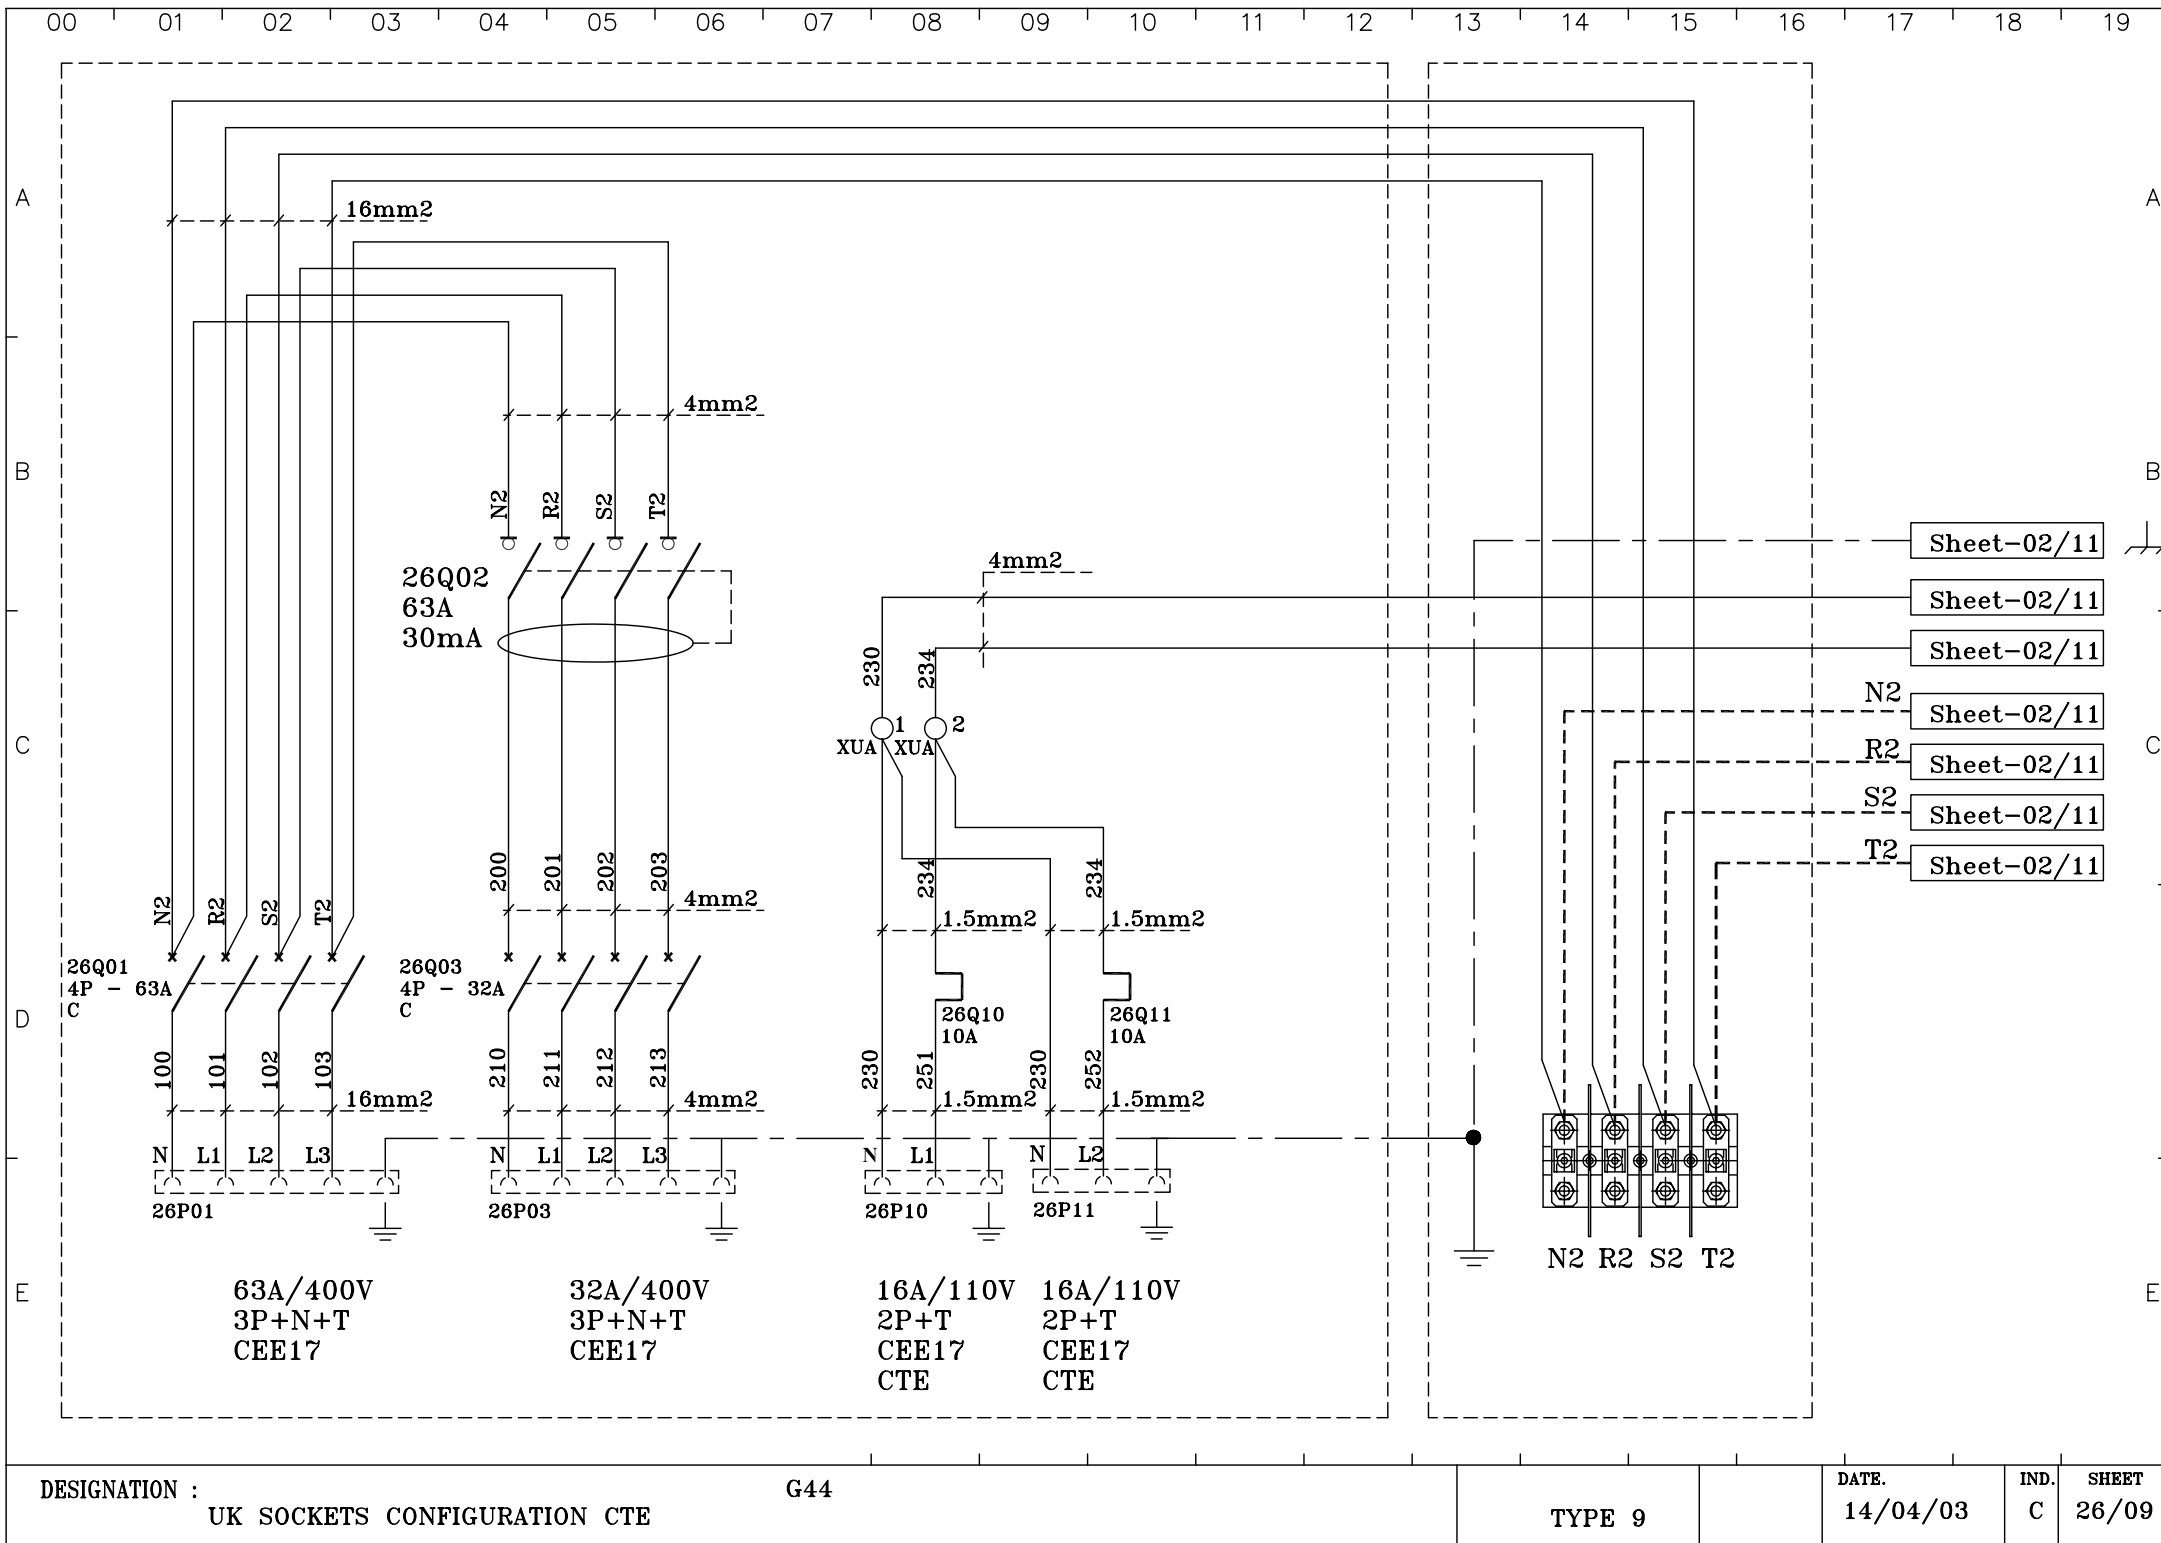 00 01 02 03 04 05 06 07 08 09 10 11 12 13 14 15 16 17 18 19
A A
16mm2
4mm2
B B
N2 R2 S2 T2
Sheet-02/11
4mm2
26Q02
63A
30mA
Sheet-02/11
Sheet-02/11
230 234
N2 Sheet-02/11
1 2
XUA XUA
C C
R2 Sheet-02/11
S2 Sheet-02/11
T2 Sheet-02/11
200 201 202 203 234 234
4mm2
N2 R2 S2 T2
1.5mm2 1.5mm2
26Q01
4P - 63A
C
26Q03
4P - 32A
C
D
26Q10
10A
26Q11
10A
100 101 102 103 210 211 212 213 230 251 230 252
16mm2 4mm2 1.5mm2 1.5mm2
N L1 L2 L3 N L1 L2 L3 N L1 N L2
26P01 26P03 26P10 26P11
N2 R2 S2 T2
E E
63A/400V
3P+N+T
CEE17
32A/400V
3P+N+T
CEE17
16A/110V
2P+T
CEE17
CTE
16A/110V
2P+T
CEE17
CTE
DESIGNATION :
UK SOCKETS CONFIGURATION CTE
G44
TYPE 9
DATE.
14/04/03
IND.
C
SHEET
26/09